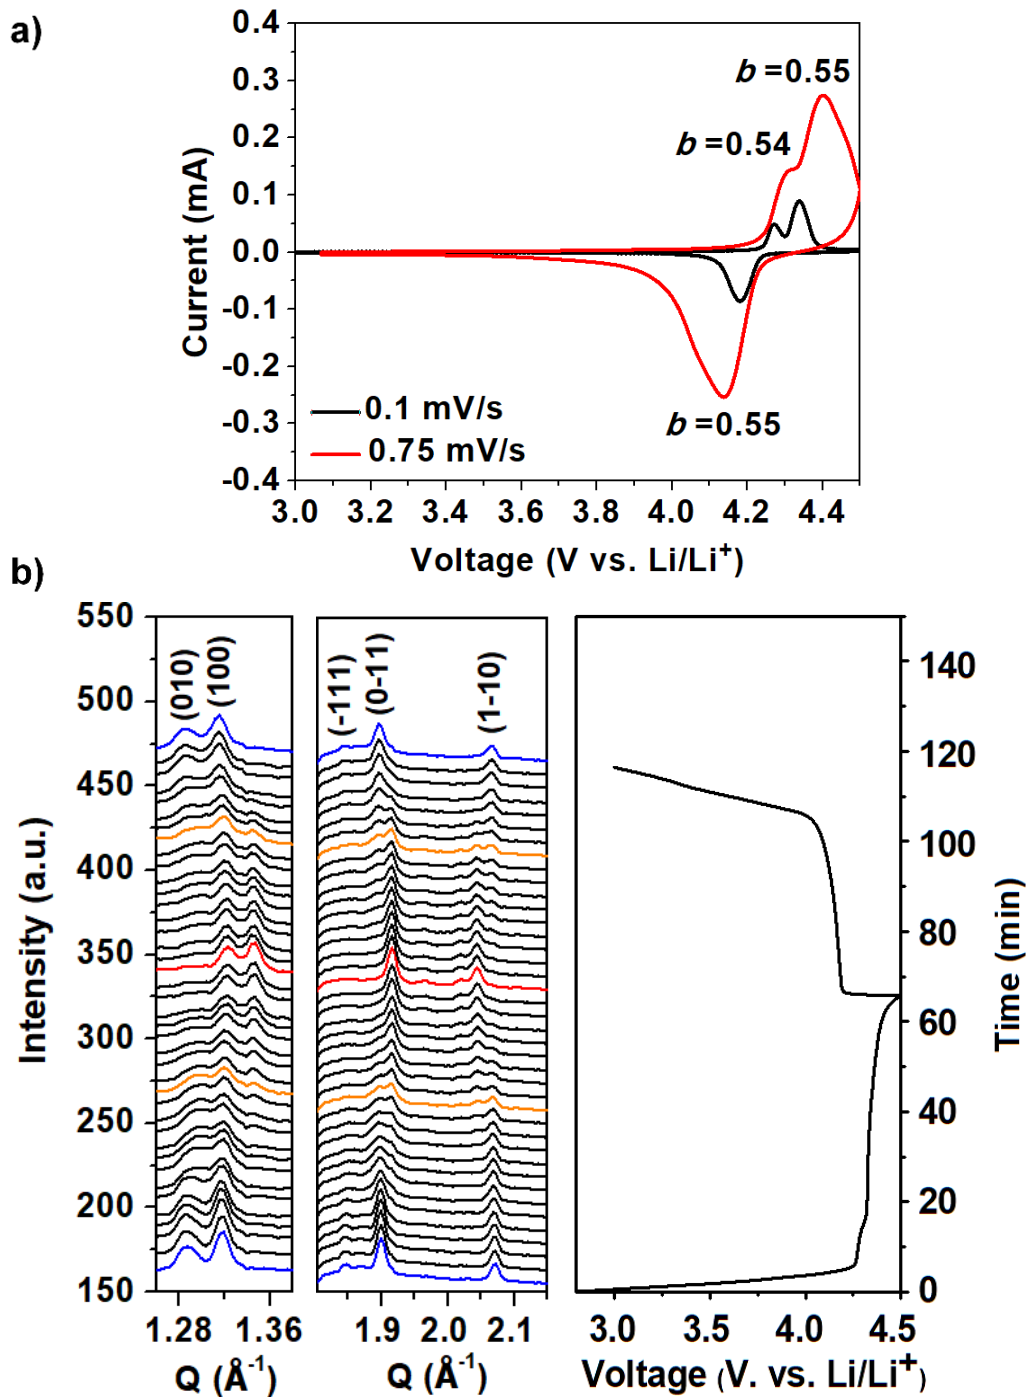 a)
0.4
0.3
0.2
0.1
0.0
-0.1
-0.2
-0.3
-0.4
Current (mA)
b =0.55
b =0.54
b =0.55
0.1 mV/s
0.75 mV/s
3.0 3.2 3.4 3.6 3.8 4.0 4.2 4.4
Voltage (V vs. Li/Li⁺)
b)
550
500
450
400
350
300
250
200
150
Intensity (a.u.)
(010)
(100)
1.28 1.36
Q (Å⁻¹)
(-111)
(0-11)
(1-10)
1.9 2.0 2.1
Q (Å⁻¹)
140
120
100
80
60
40
20
0
Time (min)
3.0 3.5 4.0 4.5
Voltage (V. vs. Li/Li⁺)